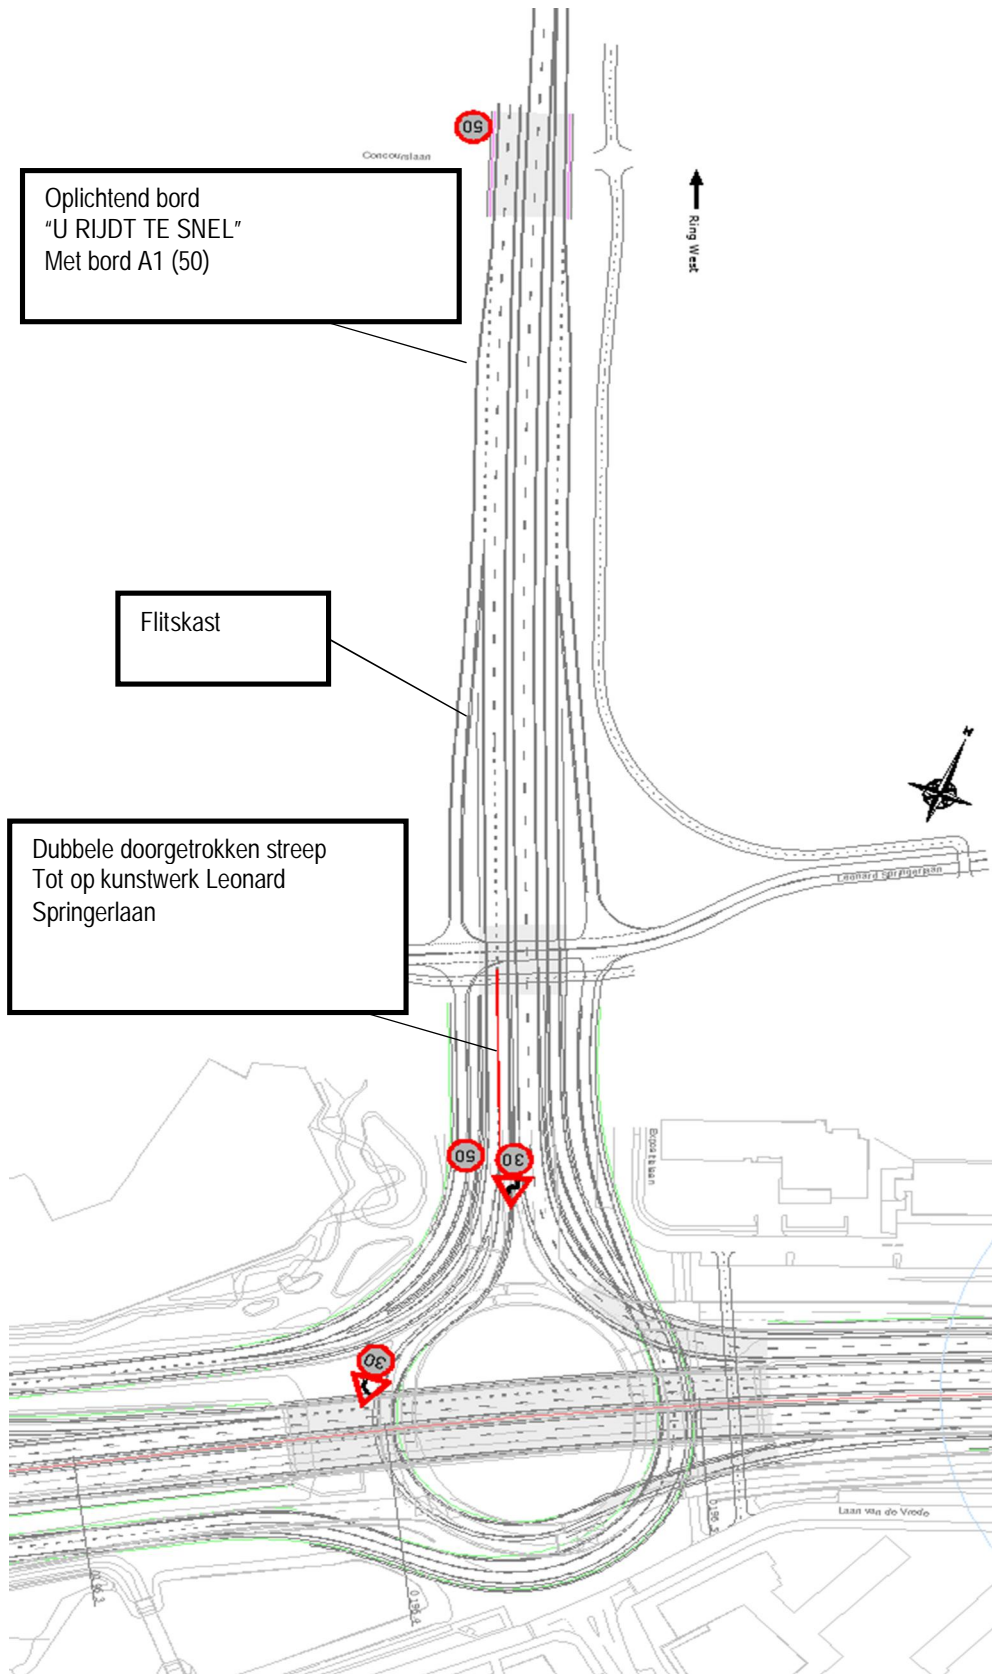 50
Concourslaan
Oplichtend bord
“U RIJDT TE SNEL”
Met bord A1 (50)
Ring West
Flitskast
N
Dubbele doorgetrokken streep
Tot op kunstwerk Leonard
Springerlaan
Leonard Springerlaan
50
30
30
Laan van de Vrede